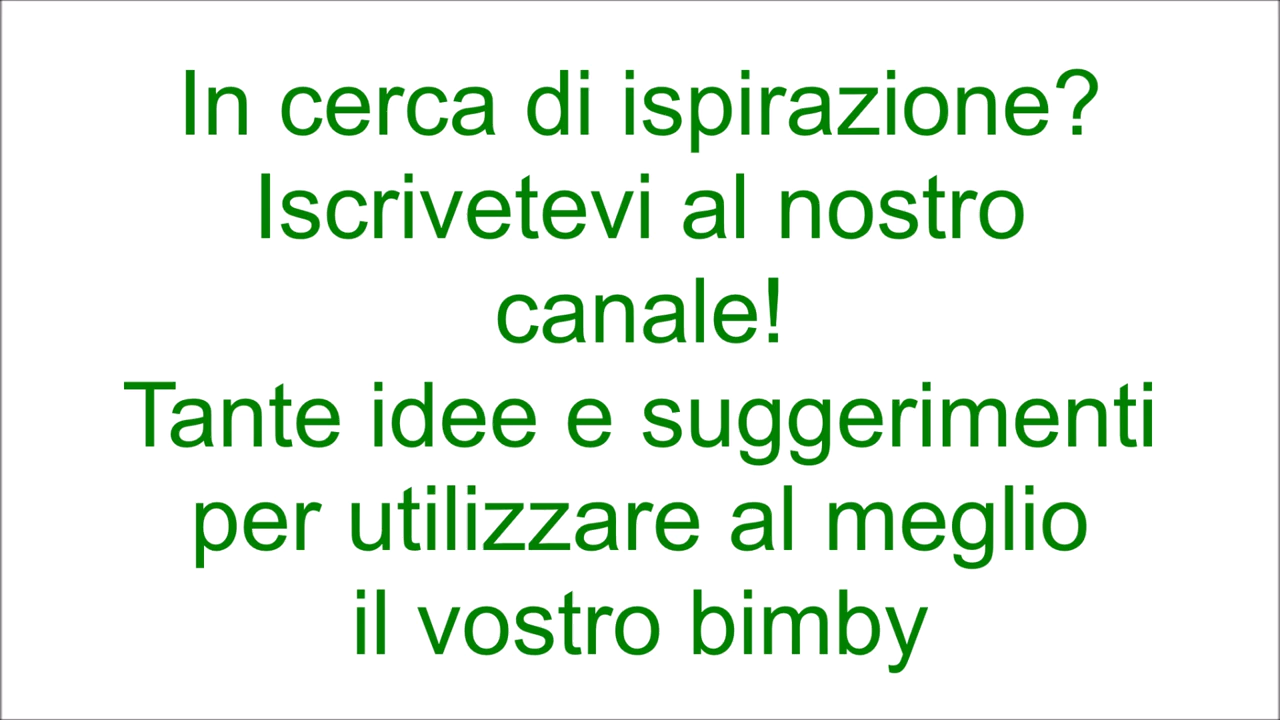 In cerca di ispirazione?
Iscrivetevi al nostro
canale!
Tante idee e suggerimenti
per utilizzare al meglio
il vostro bimby